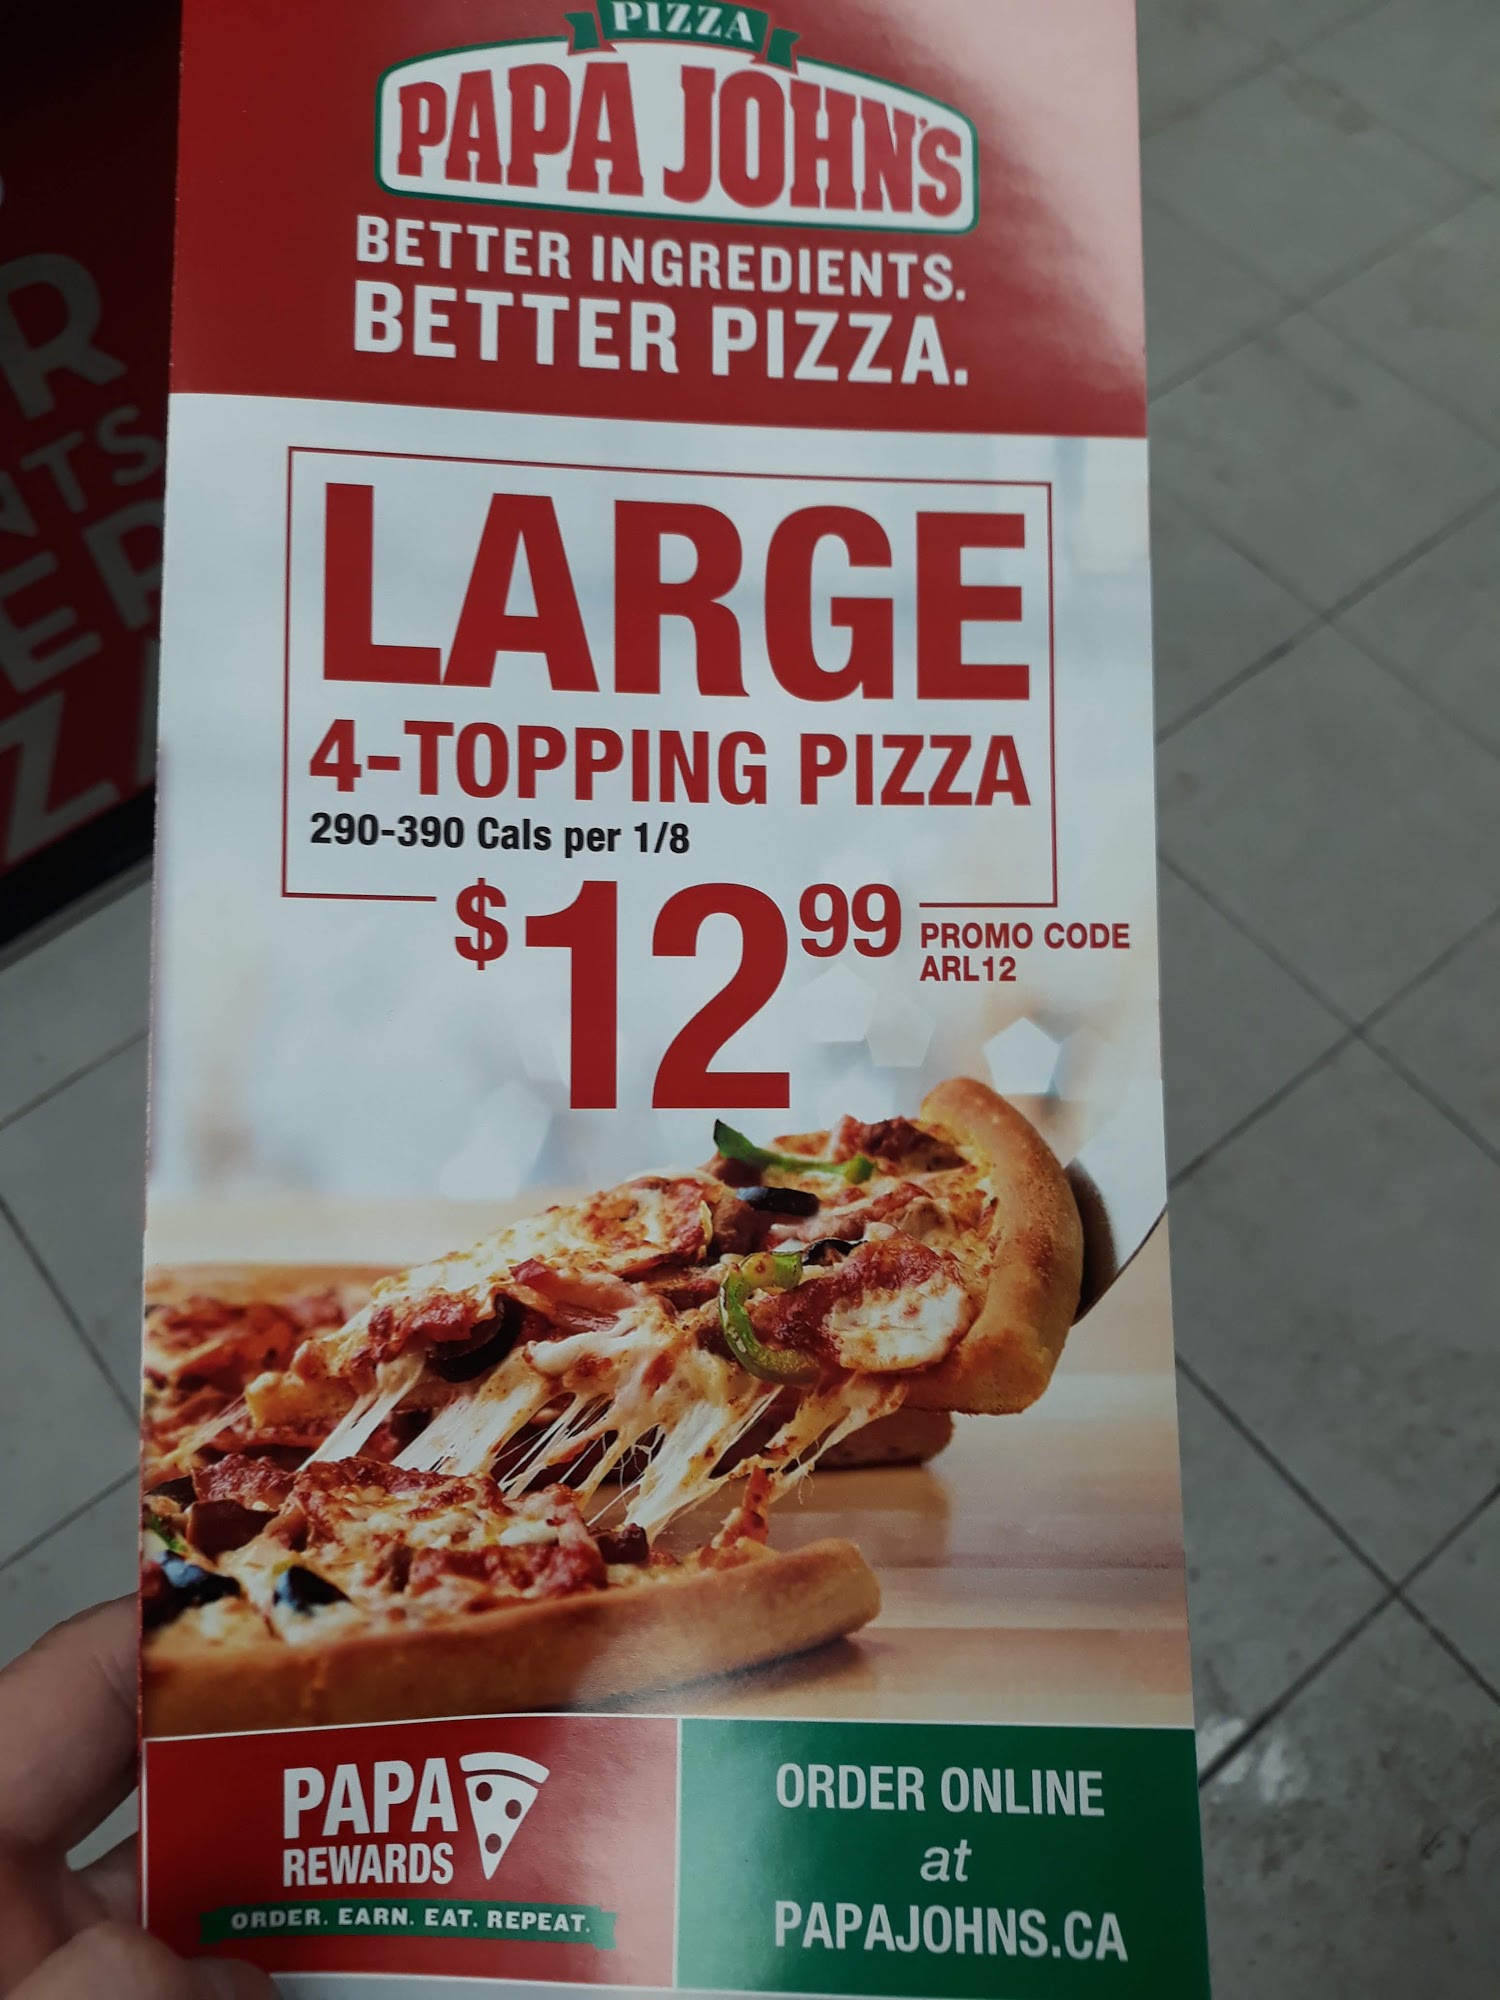 PIZZA
PAPA JOHN'S
BETTER INGREDIENTS.
BETTER PIZZA.
LARGE
4-TOPPING PIZZA
290-390 Cals per 1/8
$12.99
PROMO CODE
ARL12
PAPA
REWARDS
ORDER. EARN. EAT. REPEAT.
ORDER ONLINE
at
PAPAJOHNS.CA